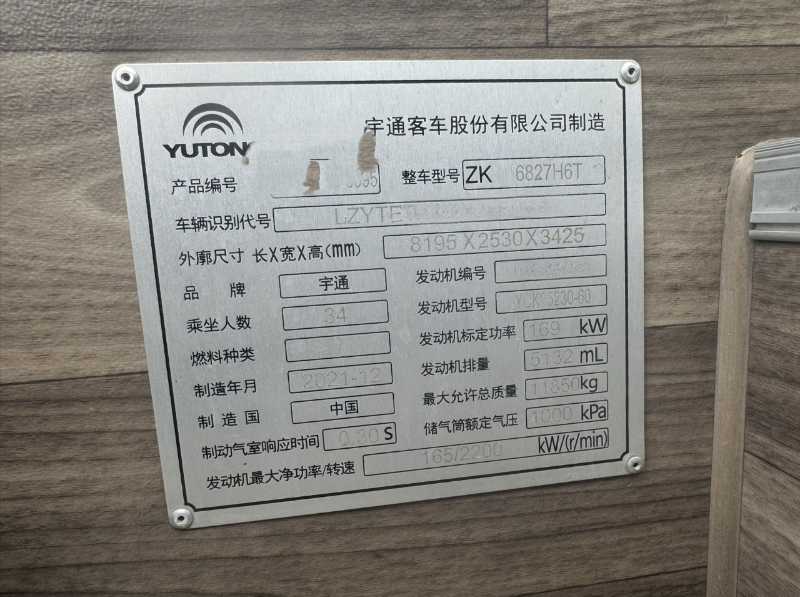 YUTON
宇通客车股份有限公司制造
产品编号 整车型号 ZK 6827H6T
车辆识别代号 LZYTE
外廓尺寸 长X宽X高(mm) 8195X2530X3425
品牌 宇通 发动机编号
乘坐人数 34 发动机型号
燃料种类 发动机标定功率 169 kW
制造年月 2021-12 发动机排量 5132 mL
制造国 中国 最大允许总质量 11850kg
制动气室响应时间 0.60 S 储气筒额定气压 1000 kPa
发动机最大净功率/转速 165/2200 kW/(r/min)